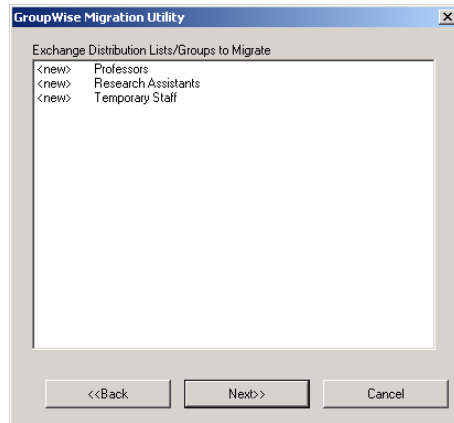 GroupWise Migration Utility
Exchange Distribution Lists/Groups to Migrate
<new> Professors
<new> Research Assistants
<new> Temporary Staff
<<Back Next>> Cancel